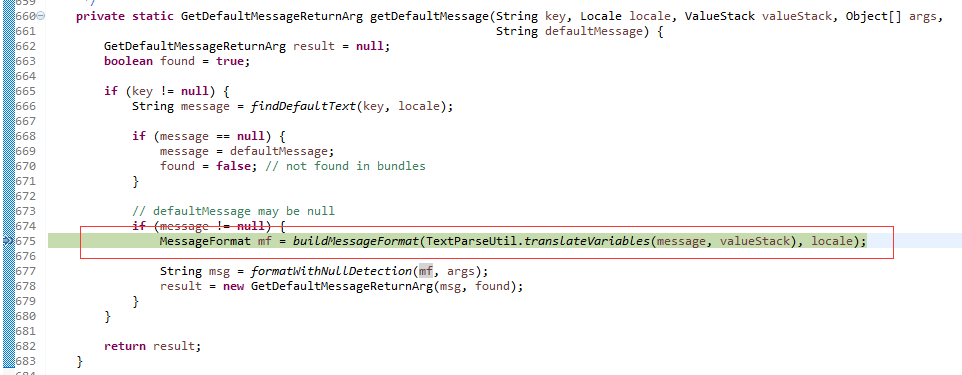 659 */
660 private static GetDefaultMessageReturnArg getDefaultMessage(String key, Locale locale, ValueStack valueStack, Object[] args,
661 String defaultMessage) {
662 GetDefaultMessageReturnArg result = null;
663 boolean found = true;
664
665 if (key != null) {
666 String message = findDefaultText(key, locale);
667
668 if (message == null) {
669 message = defaultMessage;
670 found = false; // not found in bundles
671 }
672
673 // defaultMessage may be null
674 if (message != null) {
675 MessageFormat mf = buildMessageFormat(TextParseUtil.translateVariables(message, valueStack), locale);
676
677 String msg = formatWithNullDetection(mf, args);
678 result = new GetDefaultMessageReturnArg(msg, found);
679 }
680 }
681
682 return result;
683 }
684